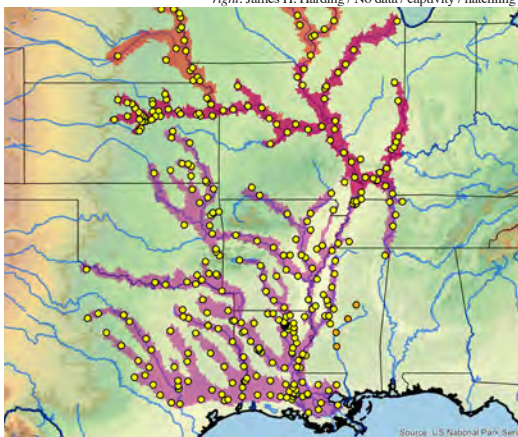 right: James H. Harding / No data / captivity / hatchling
Source: US National Park Serv